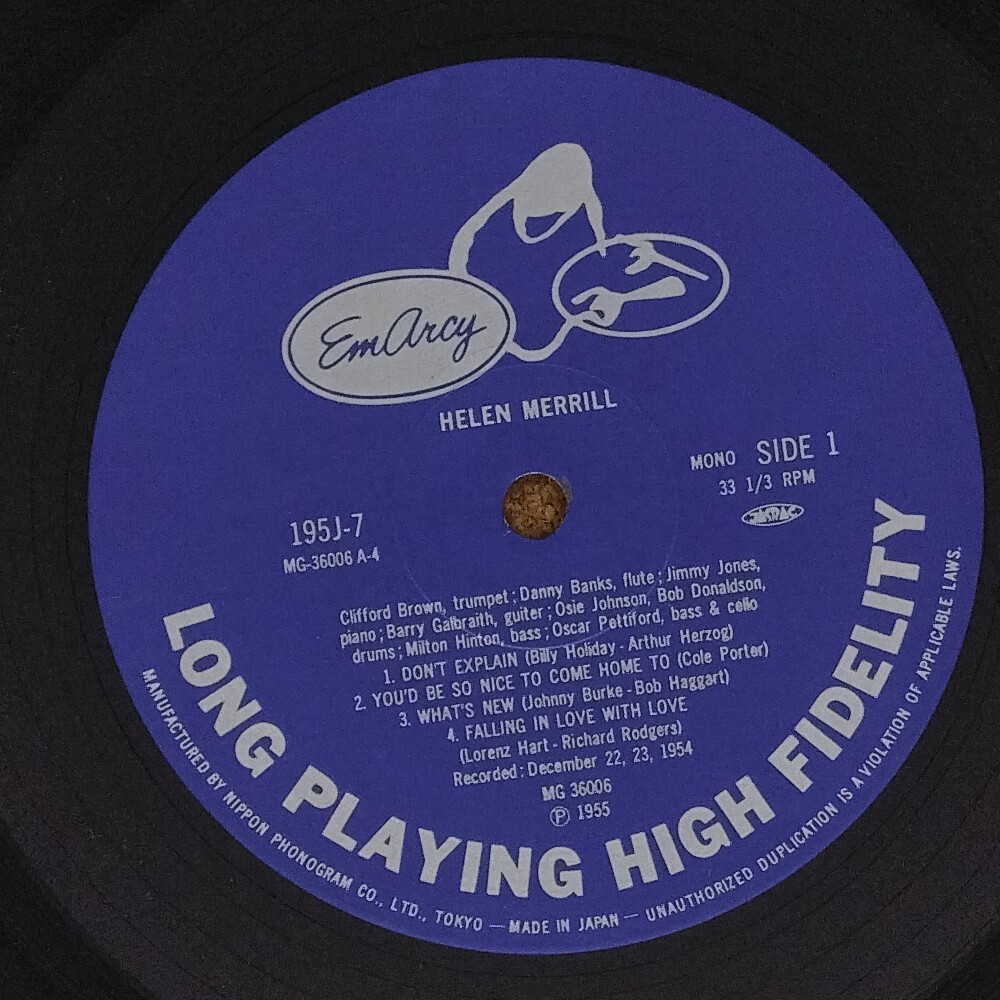 EmArcy
HELEN MERRILL
MONO SIDE 1
33 1/3 RPM
JASRAC
195J-7
MG-36006 A-4
Clifford Brown, trumpet; Danny Banks, flute; Jimmy Jones,
piano; Barry Galbraith, guiter; Osie Johnson, Bob Donaldson,
drums; Milton Hinton, bass; Oscar Pettiford, bass & cello
1. DON'T EXPLAIN (Billy Holiday - Arthur Herzog)
2. YOU'D BE SO NICE TO COME HOME TO (Cole Porter)
3. WHAT'S NEW (Johnny Burke - Bob Haggart)
4. FALLING IN LOVE WITH LOVE
(Lorenz Hart - Richard Rodgers)
Recorded: December 22, 23, 1954
MG 36006
Ⓟ 1955
LONG PLAYING HIGH FIDELITY
MANUFACTURED BY NIPPON PHONOGRAM CO., LTD., TOKYO — MADE IN JAPAN — UNAUTHORIZED DUPLICATION IS A VIOLATION OF APPLICABLE LAWS.